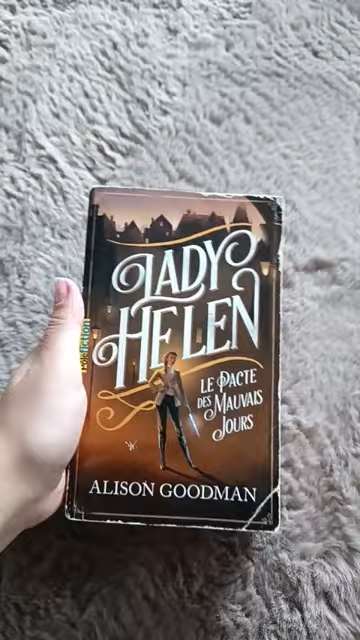 LADY
HELEN
LE PACTE
DES MAUVAIS
JOURS
ALISON GOODMAN